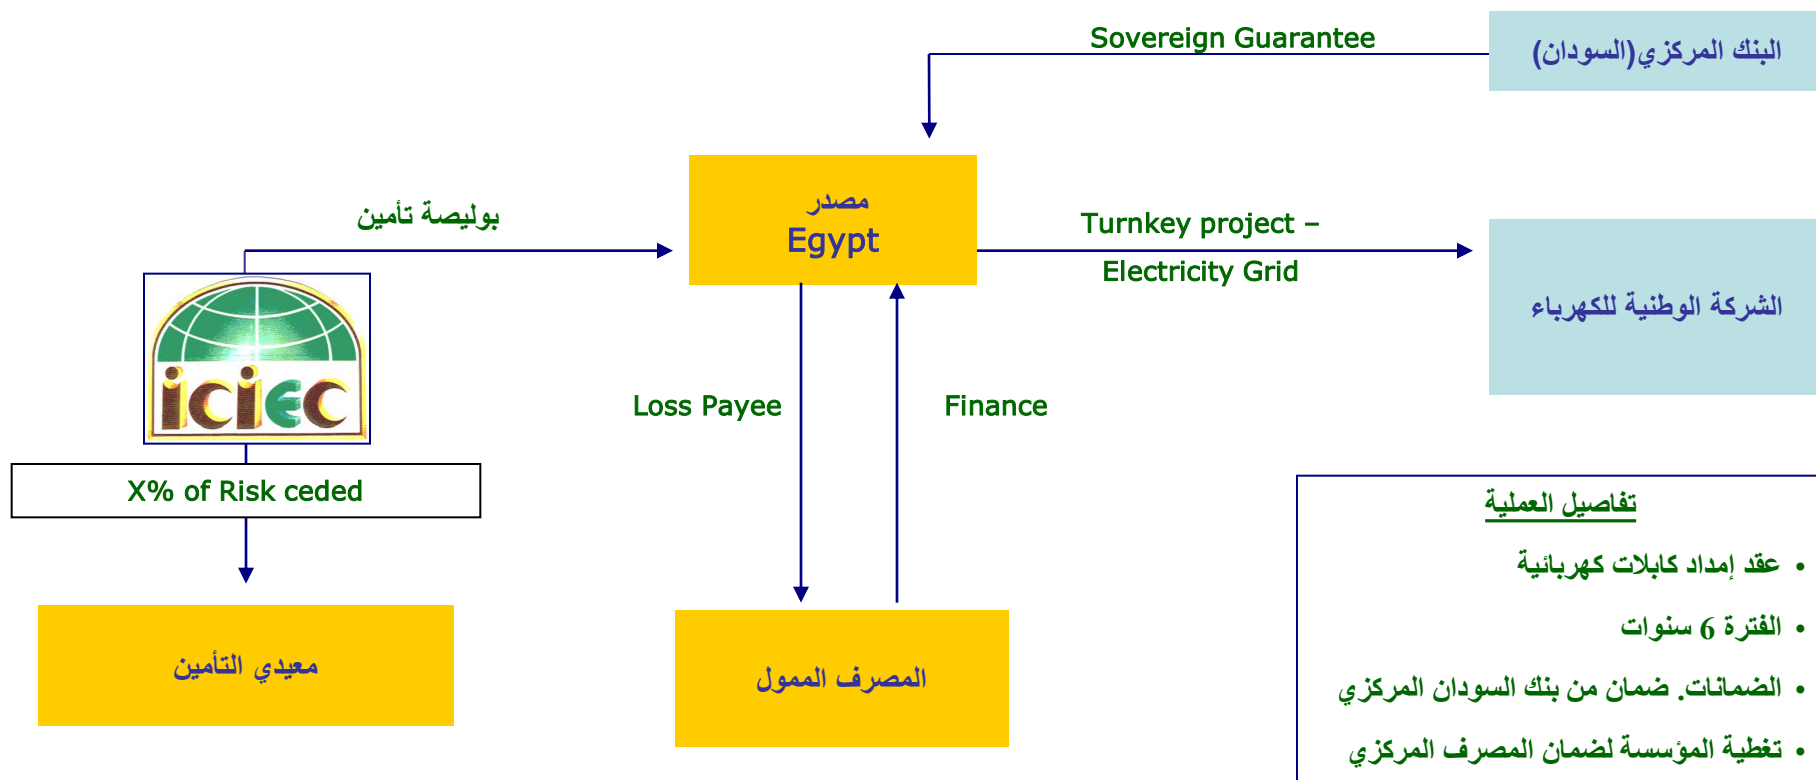 Sovereign Guarantee
البنك المركزي(السودان)
مصدر
Egypt
بوليصة تأمين
Turnkey project –
Electricity Grid
الشركة الوطنية للكهرباء
iciec
Loss Payee
Finance
X% of Risk ceded
معيدي التأمين
المصرف الممول
تفاصيل العملية
• عقد إمداد كابلات كهربائية
• الفترة 6 سنوات
• الضمانات. ضمان من بنك السودان المركزي
• تغطية المؤسسة لضمان المصرف المركزي